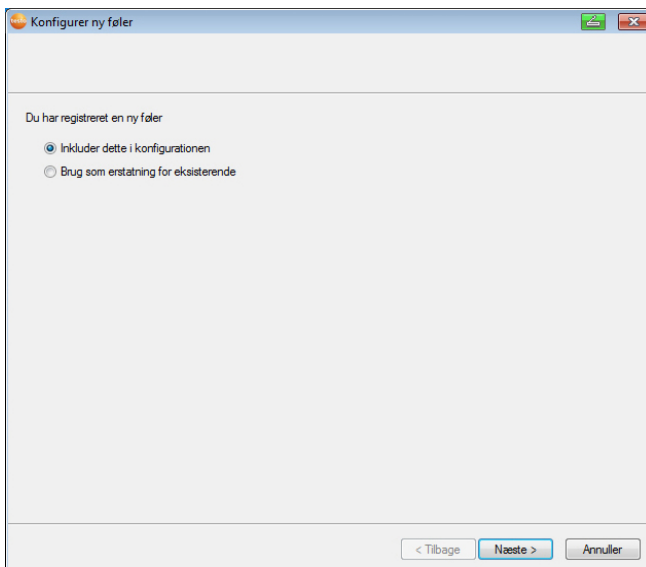 Konfigurer ny føler
Du har registreret en ny føler
Inkluder dette i konfigurationen
Brug som erstatning for eksisterende
< Tilbage
Næste >
Annuller